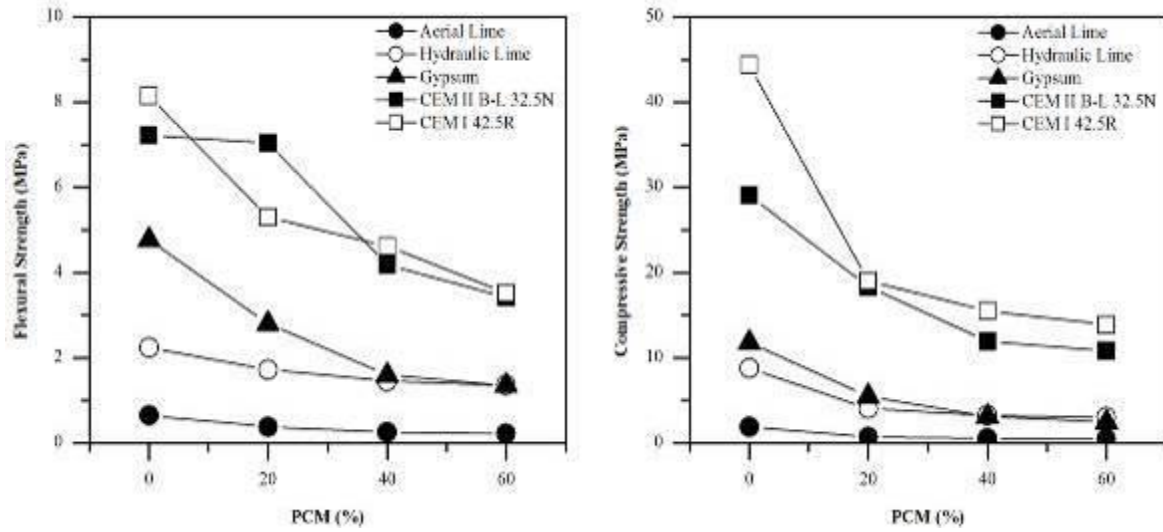 10
8
6
4
2
0
Flexural Strength (MPa)
Aerial Lime
Hydraulic Lime
Gypsum
CEM II B-L 32.5N
CEM I 42.5R
0 20 40 60
PCM (%)
50
40
30
20
10
0
Compressive Strength (MPa)
Aerial Lime
Hydraulic Lime
Gypsum
CEM II B-L 32.5N
CEM I 42.5R
0 20 40 60
PCM (%)